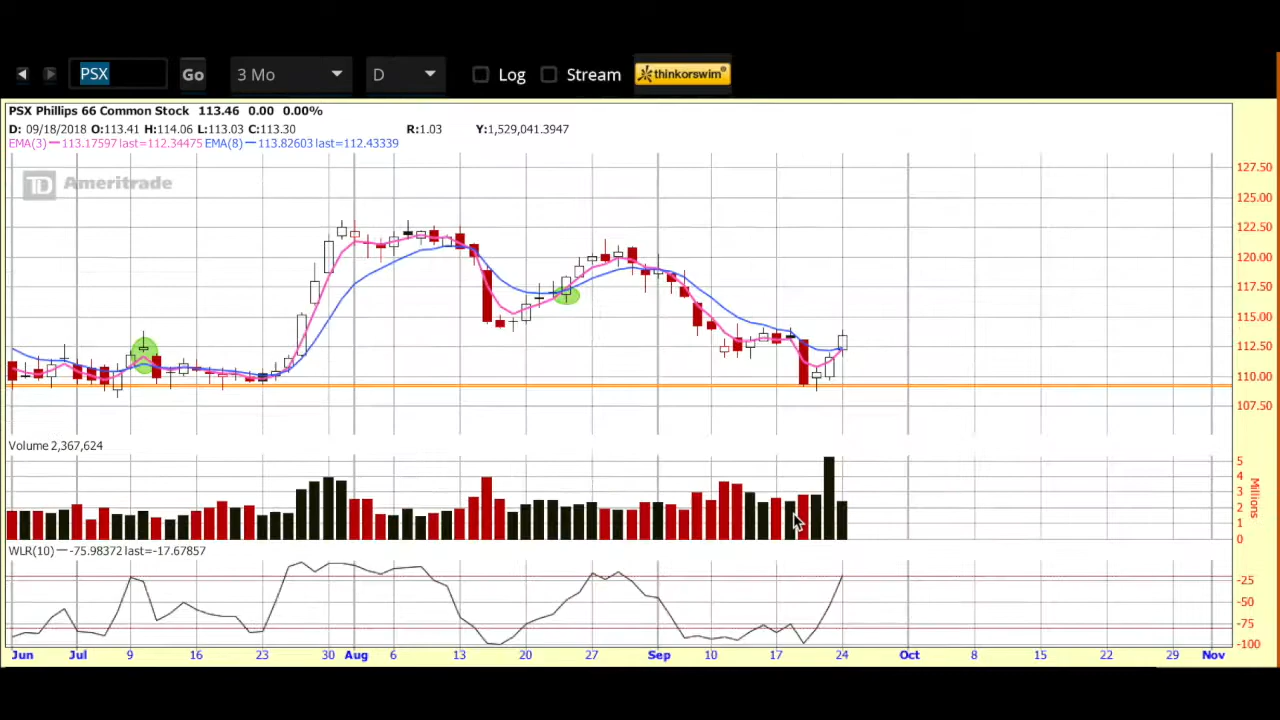 PSX Go 3 Mo D Log Stream thinkorswim®
PSX Phillips 66 Common Stock 113.46 0.00 0.00%
D: 09/18/2018 O:113.41 H:114.06 L:113.03 C:113.30 R:1.03 Y:1,529,041.3947
EMA(3) 113.17597 last=112.34475 EMA(8) 113.82603 last=112.43339
TD Ameritrade
127.50
125.00
122.50
120.00
117.50
115.00
112.50
110.00
107.50
Volume 2,367,624
5
4
3
2
1
0
Millions
WLR(10) -75.98372 last=-17.67857
-25
-50
-75
-100
Jun Jul 9 16 23 30 Aug 6 13 20 27 Sep 10 17 24 Oct 8 15 22 29 Nov